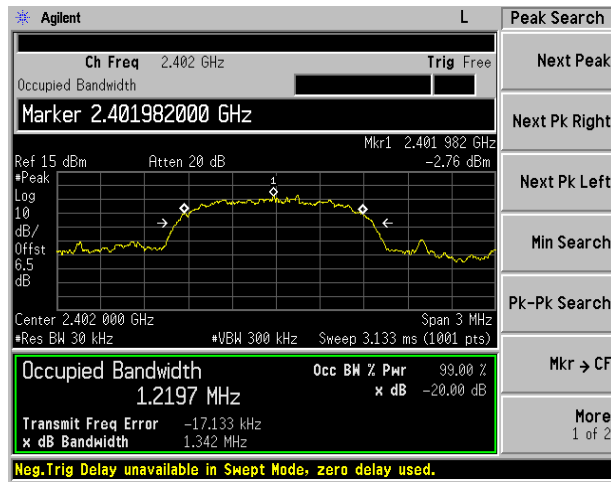 Agilent L Peak Search
Ch Freq 2.402 GHz Trig Free
Occupied Bandwidth
Marker 2.401982000 GHz
Mkr1 2.401 982 GHz
Ref 15 dBm Atten 20 dB -2.76 dBm
#Peak
Log
10
dB/
Offst
6.5
dB
1
Center 2.402 000 GHz Span 3 MHz
#Res BW 30 kHz #VBW 300 kHz Sweep 3.133 ms (1001 pts)
Occupied Bandwidth Occ BW % Pwr 99.00 %
1.2197 MHz x dB -20.00 dB
Transmit Freq Error -17.133 kHz
x dB Bandwidth 1.342 MHz
Neg.Trig Delay unavailable in Swept Mode, zero delay used.
Next Peak
Next Pk Right
Next Pk Left
Min Search
Pk-Pk Search
Mkr → CF
More
1 of 2